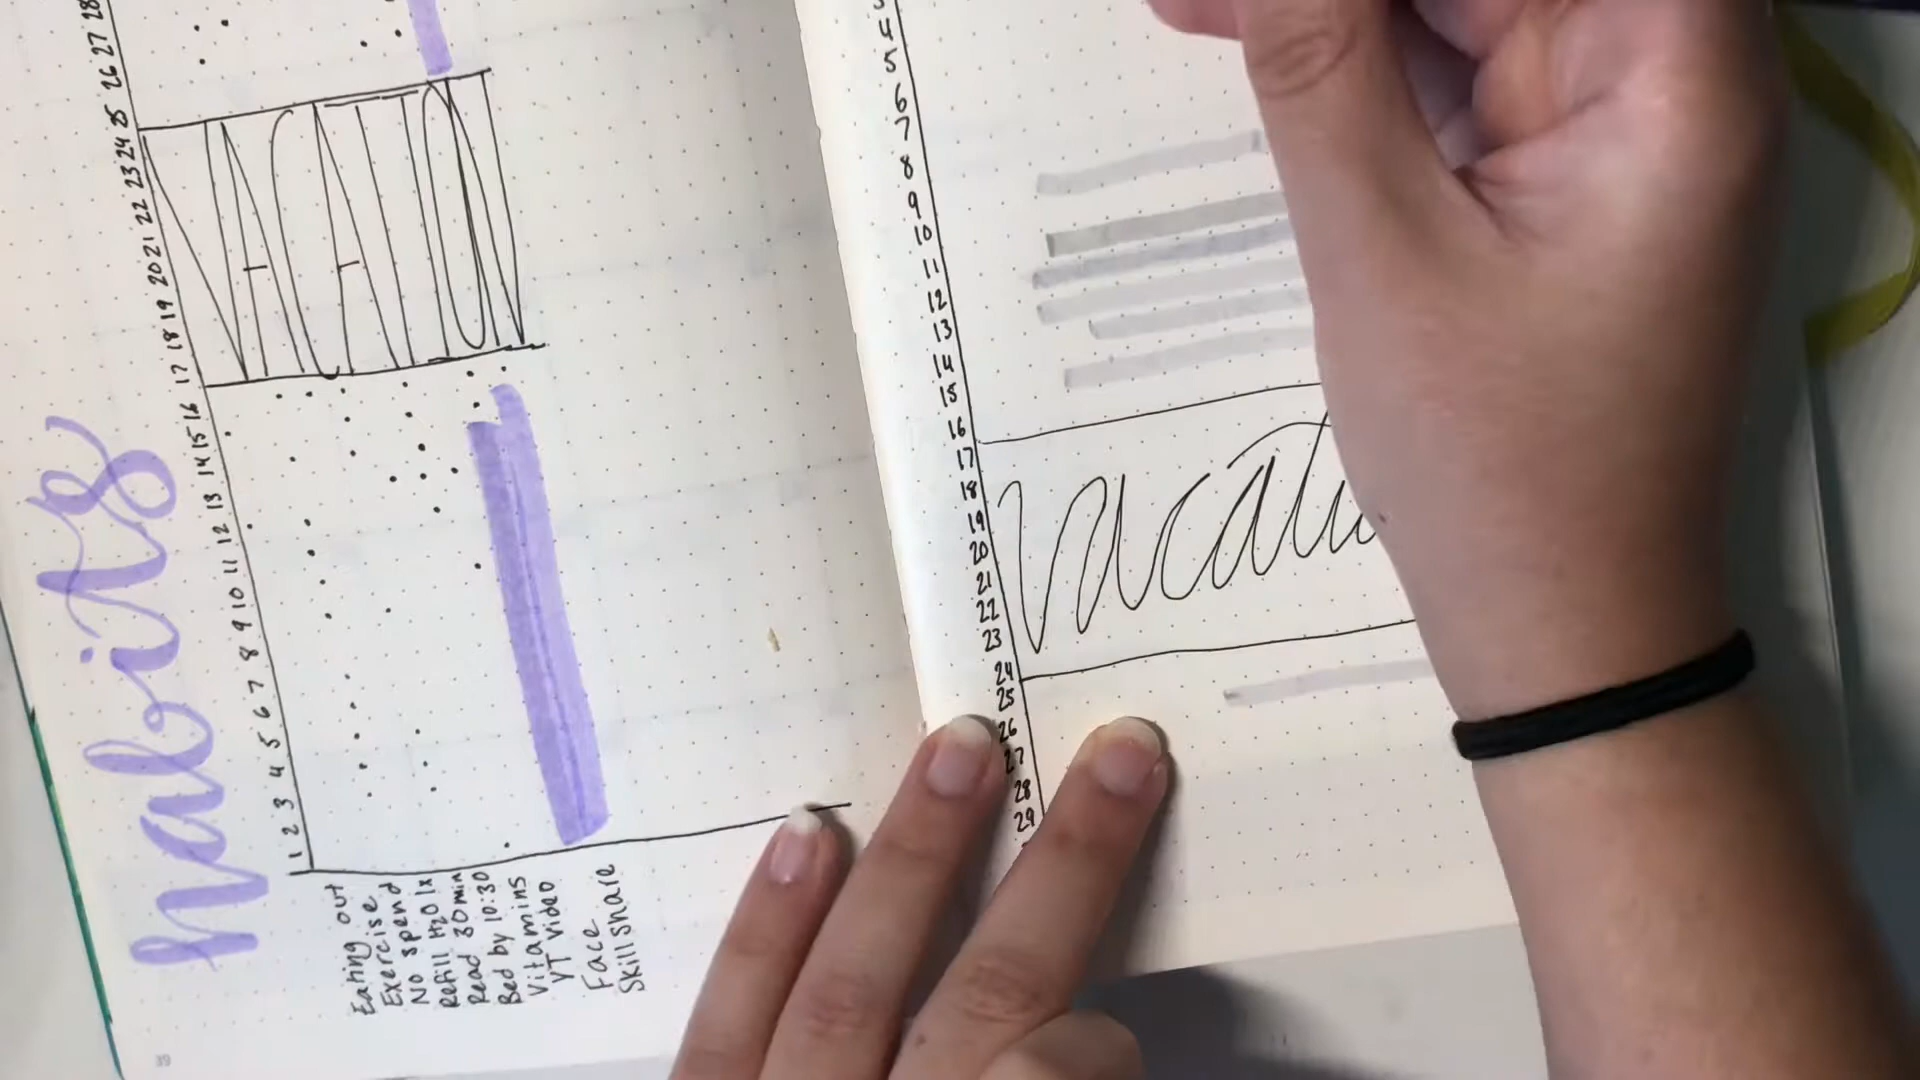 habits
1 2 3 4 5 6 7 8 9 10 11 12 13 14 15 16 17 18 19 20 21 22 23 24 25 26 27 28
VACATION
Eating out
Exercise
No spend
Refill H2O 1x
Read 30 min
Bed by 10:30
Vitamins
YT video
Face
Skillshare
39
4
5
6
7
8
9
10
11
12
13
14
15
16
17
18
19
20
21
22
23
24
25
26
27
28
29